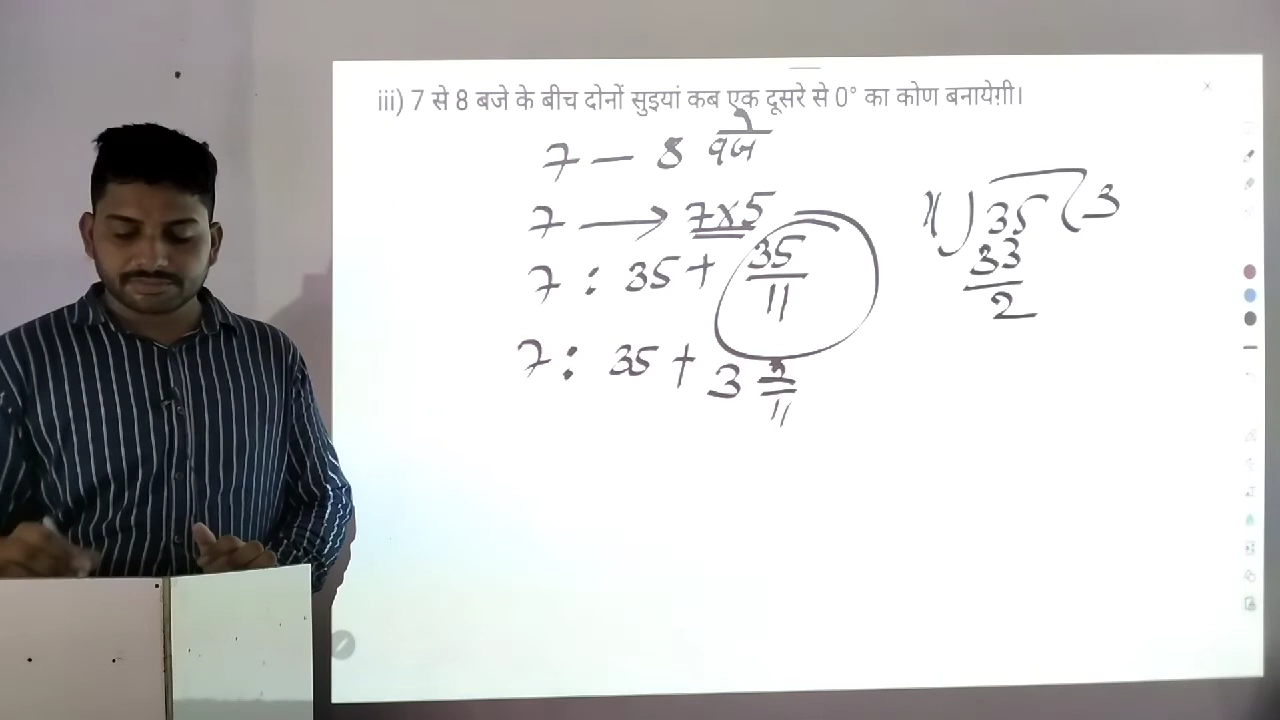 iii) 7 से 8 बजे के बीच दोनों सुइयां कब एक दूसरे से 0° का कोण बनायेगी।
7 — 8 बजे
7 → 7x5
7 : 35 + 35/11
7 : 35 + 3 2/11
11 ) 35 ( 3
33
2